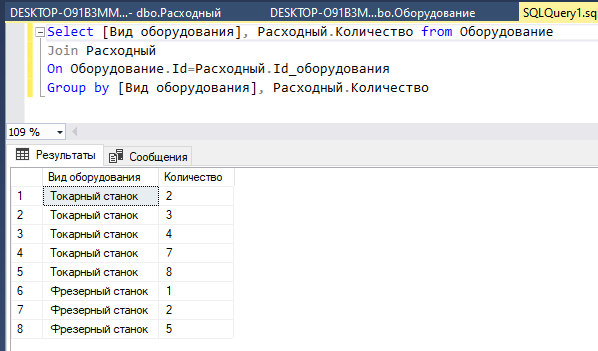 DESKTOP-O91B3MM...- dbo.Расходный DESKTOP-O91B3M...bo.Оборудование SQLQuery1.sq
Select [Вид оборудования], Расходный.Количество from Оборудование
Join Расходный
On Оборудование.Id=Расходный.Id_оборудования
Group by [Вид оборудования], Расходный.Количество
109 %
Результаты Сообщения
Вид оборудования Количество
1 Токарный станок 2
2 Токарный станок 3
3 Токарный станок 4
4 Токарный станок 7
5 Токарный станок 8
6 Фрезерный станок 1
7 Фрезерный станок 2
8 Фрезерный станок 5